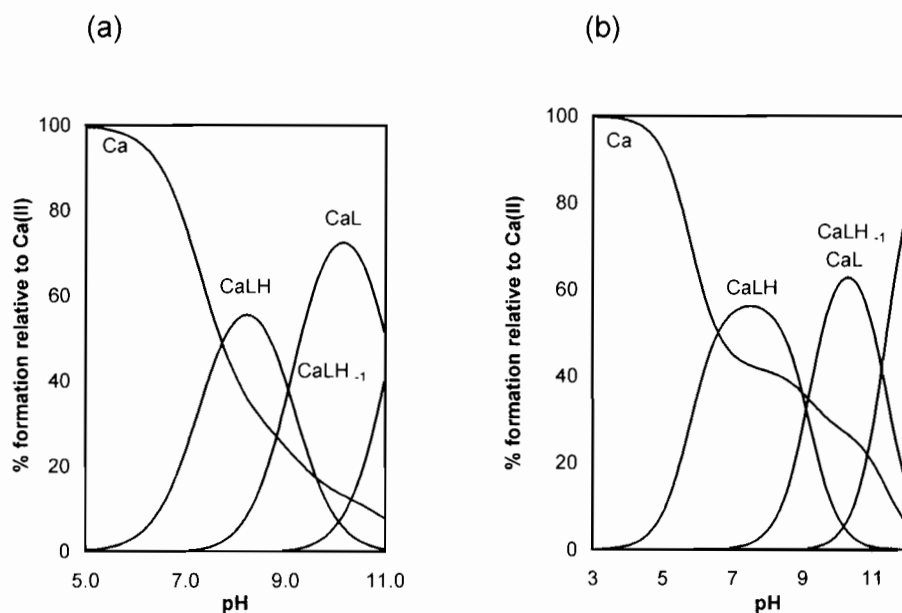 (a)
% formation relative to Ca(II)
100
80
60
40
20
0
Ca
CaLH
CaL
CaLH -1
5.0 7.0 9.0 11.0
pH
(b)
% formation relative to Ca(II)
100
80
60
40
20
0
Ca
CaLH
CaLH -1
CaL
3 5 7 9 11
pH